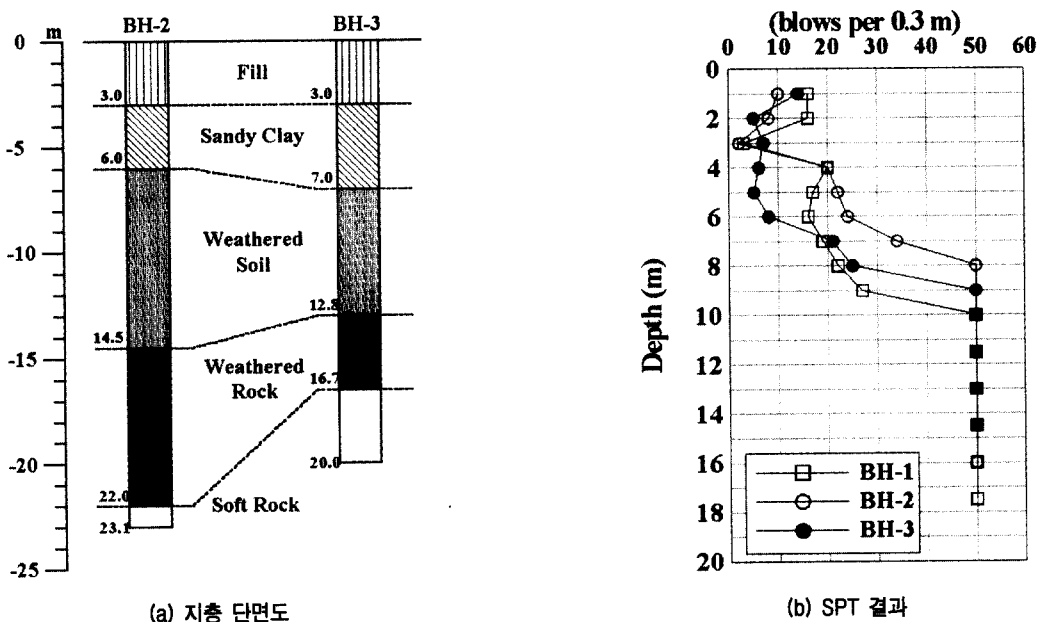 BH-2
BH-3
0 m
-5
-10
-15
-20
-25
3.0
3.0
6.0
7.0
14.5
12.8
16.7
22.0
20.0
23.1
Fill
Sandy Clay
Weathered
Soil
Weathered
Rock
Soft Rock
(a) 지층 단면도
(blows per 0.3 m)
0 10 20 30 40 50 60
Depth (m)
0
2
4
6
8
10
12
14
16
18
20
BH-1
BH-2
BH-3
(b) SPT 결과